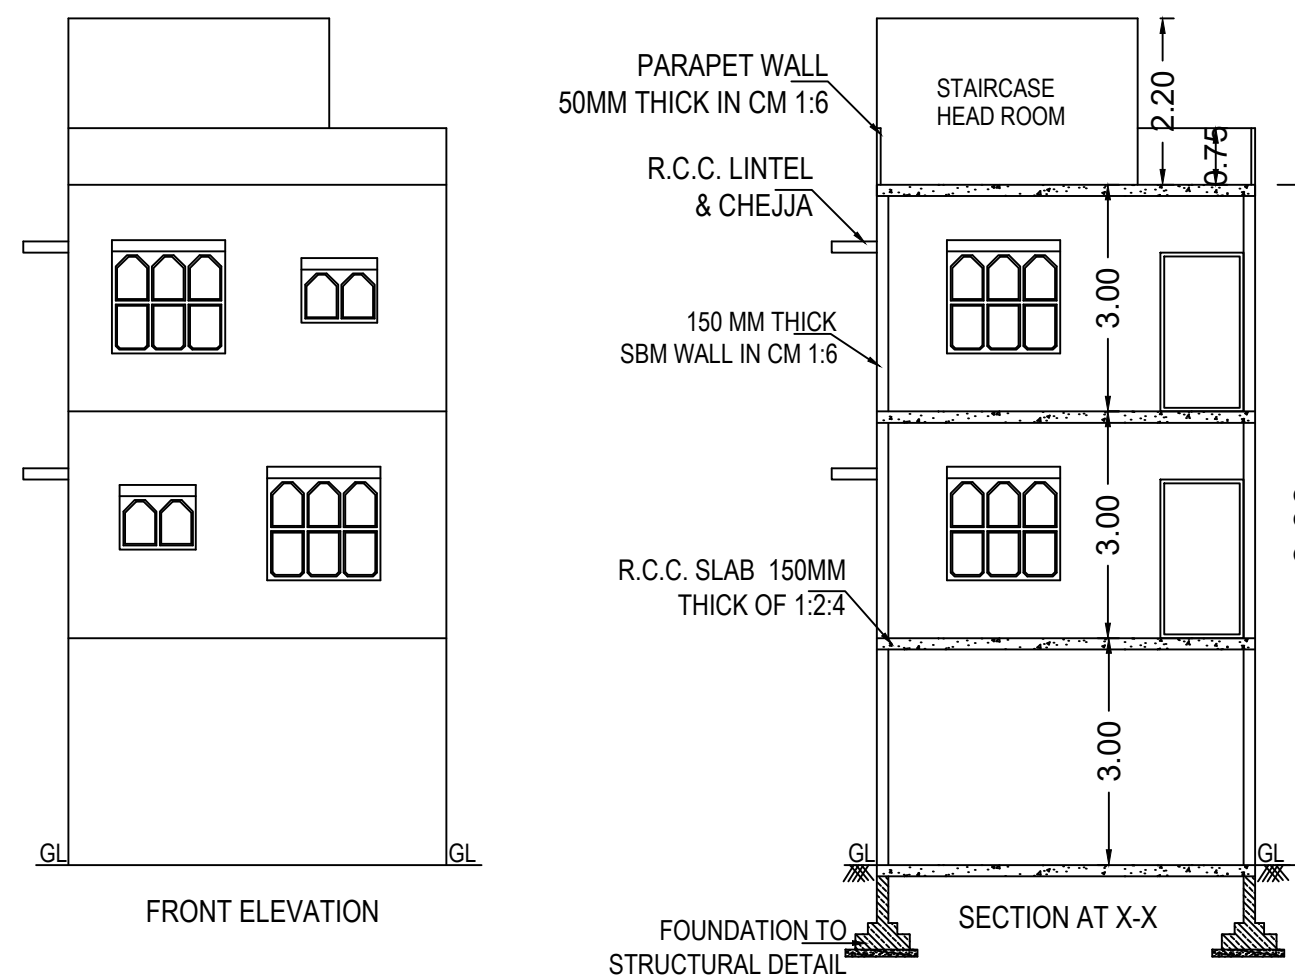 PARAPET WALL
50MM THICK IN CM 1:6
STAIRCASE
HEAD ROOM
2.20
0.75
R.C.C. LINTEL
& CHEJJA
3.00
150 MM THICK
SBM WALL IN CM 1:6
3.00
R.C.C. SLAB 150MM
THICK OF 1:2:4
3.00
GL
GL
GL
GL
FRONT ELEVATION
SECTION AT X-X
FOUNDATION TO
STRUCTURAL DETAIL